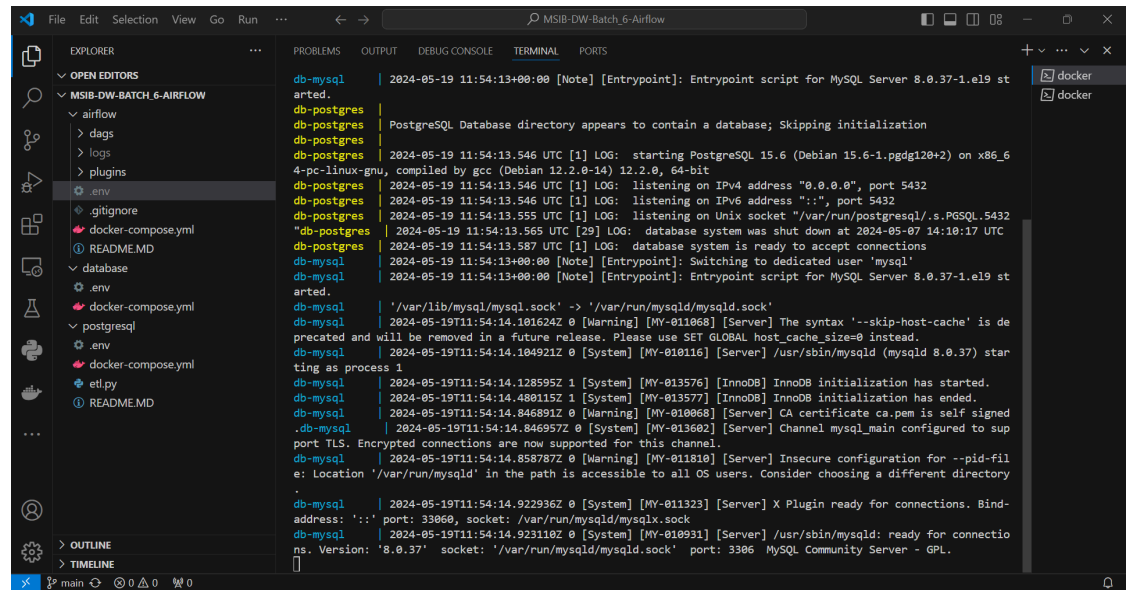 File Edit Selection View Go Run ··· MSIB-DW-Batch_6-Airflow
EXPLORER ···
OPEN EDITORS
MSIB-DW-BATCH_6-AIRFLOW
airflow
dags
logs
plugins
.env
.gitignore
docker-compose.yml
README.MD
database
.env
docker-compose.yml
postgresql
.env
docker-compose.yml
etl.py
README.MD
OUTLINE
TIMELINE
PROBLEMS OUTPUT DEBUG CONSOLE TERMINAL PORTS
db-mysql | 2024-05-19 11:54:13+00:00 [Note] [Entrypoint]: Entrypoint script for MySQL Server 8.0.37-1.el9 st
arted.
db-postgres |
db-postgres | PostgreSQL Database directory appears to contain a database; Skipping initialization
db-postgres |
db-postgres | 2024-05-19 11:54:13.546 UTC [1] LOG: starting PostgreSQL 15.6 (Debian 15.6-1.pgdg120+2) on x86_6
4-pc-linux-gnu, compiled by gcc (Debian 12.2.0-14) 12.2.0, 64-bit
db-postgres | 2024-05-19 11:54:13.546 UTC [1] LOG: listening on IPv4 address "0.0.0.0", port 5432
db-postgres | 2024-05-19 11:54:13.546 UTC [1] LOG: listening on IPv6 address "::", port 5432
db-postgres | 2024-05-19 11:54:13.555 UTC [1] LOG: listening on Unix socket "/var/run/postgresql/.s.PGSQL.5432
"db-postgres | 2024-05-19 11:54:13.565 UTC [29] LOG: database system was shut down at 2024-05-07 14:10:17 UTC
db-postgres | 2024-05-19 11:54:13.587 UTC [1] LOG: database system is ready to accept connections
db-mysql | 2024-05-19 11:54:13+00:00 [Note] [Entrypoint]: Switching to dedicated user 'mysql'
db-mysql | 2024-05-19 11:54:13+00:00 [Note] [Entrypoint]: Entrypoint script for MySQL Server 8.0.37-1.el9 st
arted.
db-mysql | '/var/lib/mysql/mysql.sock' -> '/var/run/mysqld/mysqld.sock'
db-mysql | 2024-05-19T11:54:14.101624Z 0 [Warning] [MY-011068] [Server] The syntax '--skip-host-cache' is de
precated and will be removed in a future release. Please use SET GLOBAL host_cache_size=0 instead.
db-mysql | 2024-05-19T11:54:14.104921Z 0 [System] [MY-010116] [Server] /usr/sbin/mysqld (mysqld 8.0.37) star
ting as process 1
db-mysql | 2024-05-19T11:54:14.128595Z 1 [System] [MY-013576] [InnoDB] InnoDB initialization has started.
db-mysql | 2024-05-19T11:54:14.480115Z 1 [System] [MY-013577] [InnoDB] InnoDB initialization has ended.
db-mysql | 2024-05-19T11:54:14.846891Z 0 [Warning] [MY-010068] [Server] CA certificate ca.pem is self signed
.db-mysql | 2024-05-19T11:54:14.846957Z 0 [System] [MY-013602] [Server] Channel mysql_main configured to sup
port TLS. Encrypted connections are now supported for this channel.
db-mysql | 2024-05-19T11:54:14.858787Z 0 [Warning] [MY-011810] [Server] Insecure configuration for --pid-fil
e: Location '/var/run/mysqld' in the path is accessible to all OS users. Consider choosing a different directory
.
db-mysql | 2024-05-19T11:54:14.922936Z 0 [System] [MY-011323] [Server] X Plugin ready for connections. Bind-
address: '::' port: 33060, socket: /var/run/mysqld/mysqlx.sock
db-mysql | 2024-05-19T11:54:14.923110Z 0 [System] [MY-010931] [Server] /usr/sbin/mysqld: ready for connectio
ns. Version: '8.0.37' socket: '/var/run/mysqld/mysqld.sock' port: 3306 MySQL Community Server - GPL.
docker
docker
main 0 0 0